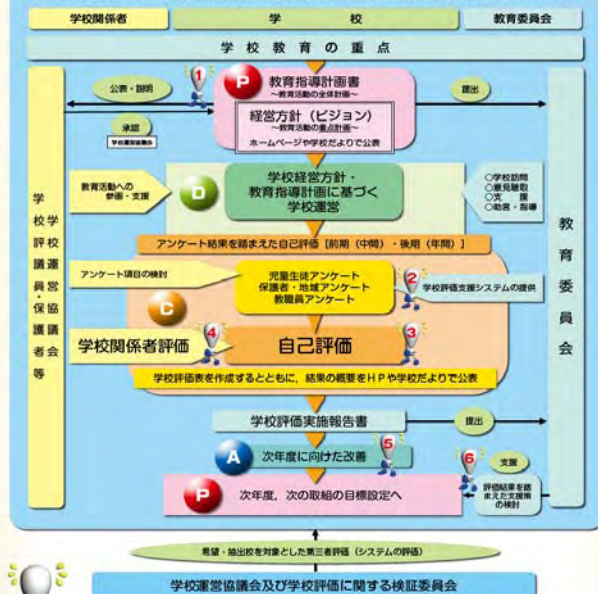 学校関係者
学 校
教育委員会
学校教育の重点
1
公表・説明
P
教育指導計画書
~教育活動の全体計画~
提出
経営方針(ビジョン)
~教育活動の重点計画~
ホームページや学校だよりで公表
承認
学校運営協議会
教育活動への
参画・支援
D
学校経営方針・
教育指導計画に基づく
学校運営
○学校訪問
○意見聴取
○支 援
○助言・指導
学校運営協議会
学校評議員・保護者等
教育委員会
アンケート結果を踏まえた自己評価[前期(中間)・後期(年間)]
アンケート項目の検討
児童生徒アンケート
保護者・地域アンケート
教職員アンケート
2
学校評価支援システムの提供
C
4
学校関係者評価
自己評価
3
学校評価表を作成するとともに,結果の概要をHPや学校だよりで公表
学校評価実施報告書
提出
A
次年度に向けた改善
5
6
支援
P
次年度,次の取組の目標設定へ
評価結果を踏
まえた支援策
の検討
希望・抽出校を対象とした第三者評価(システムの評価)
学校運営協議会及び学校評価に関する検証委員会